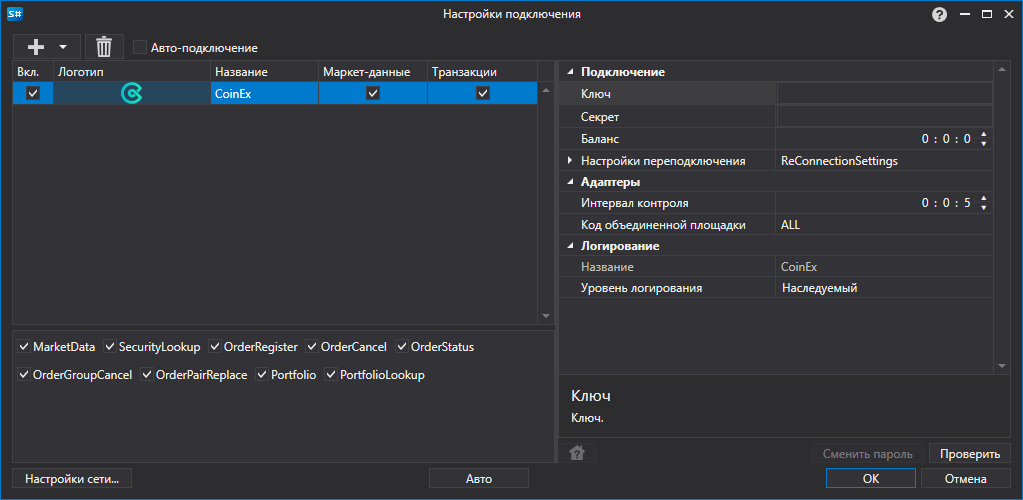 S#
Настройки подключения
?
Авто-подключение
Вкл. Логотип Название Маркет-данные Транзакции
CoinEx
MarketData SecurityLookup OrderRegister OrderCancel OrderStatus
OrderGroupCancel OrderPairReplace Portfolio PortfolioLookup
Подключение
Ключ
Секрет
Баланс 0 : 0 : 0
Настройки переподключения ReConnectionSettings
Адаптеры
Интервал контроля 0 : 0 : 5
Код объединенной площадки ALL
Логирование
Название CoinEx
Уровень логирования Наследуемый
Ключ
Ключ.
?
Сменить пароль Проверить
Настройки сети... Авто OK Отмена